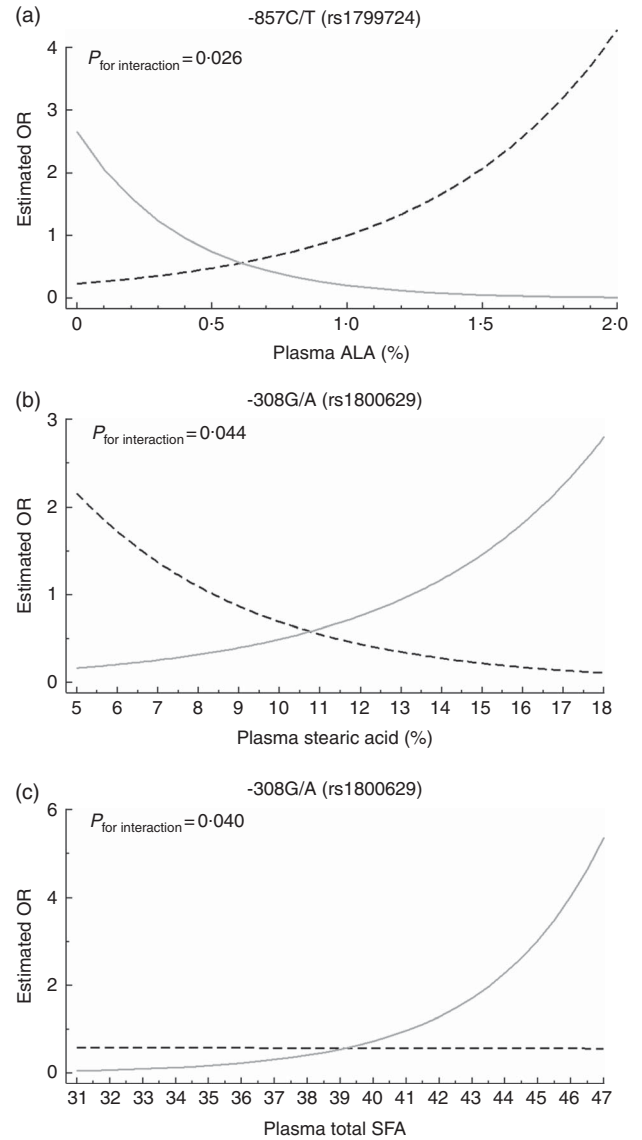 (a)
-857C/T (rs1799724)
P for interaction = 0·026
Estimated OR
4
3
2
1
0
0 0·5 1·0 1·5 2·0
Plasma ALA (%)
(b)
-308G/A (rs1800629)
P for interaction = 0·044
Estimated OR
3
2
1
0
5 6 7 8 9 10 11 12 13 14 15 16 17 18
Plasma stearic acid (%)
(c)
-308G/A (rs1800629)
P for interaction = 0·040
Estimated OR
6
4
2
0
31 32 33 34 35 36 37 38 39 40 41 42 43 44 45 46 47
Plasma total SFA